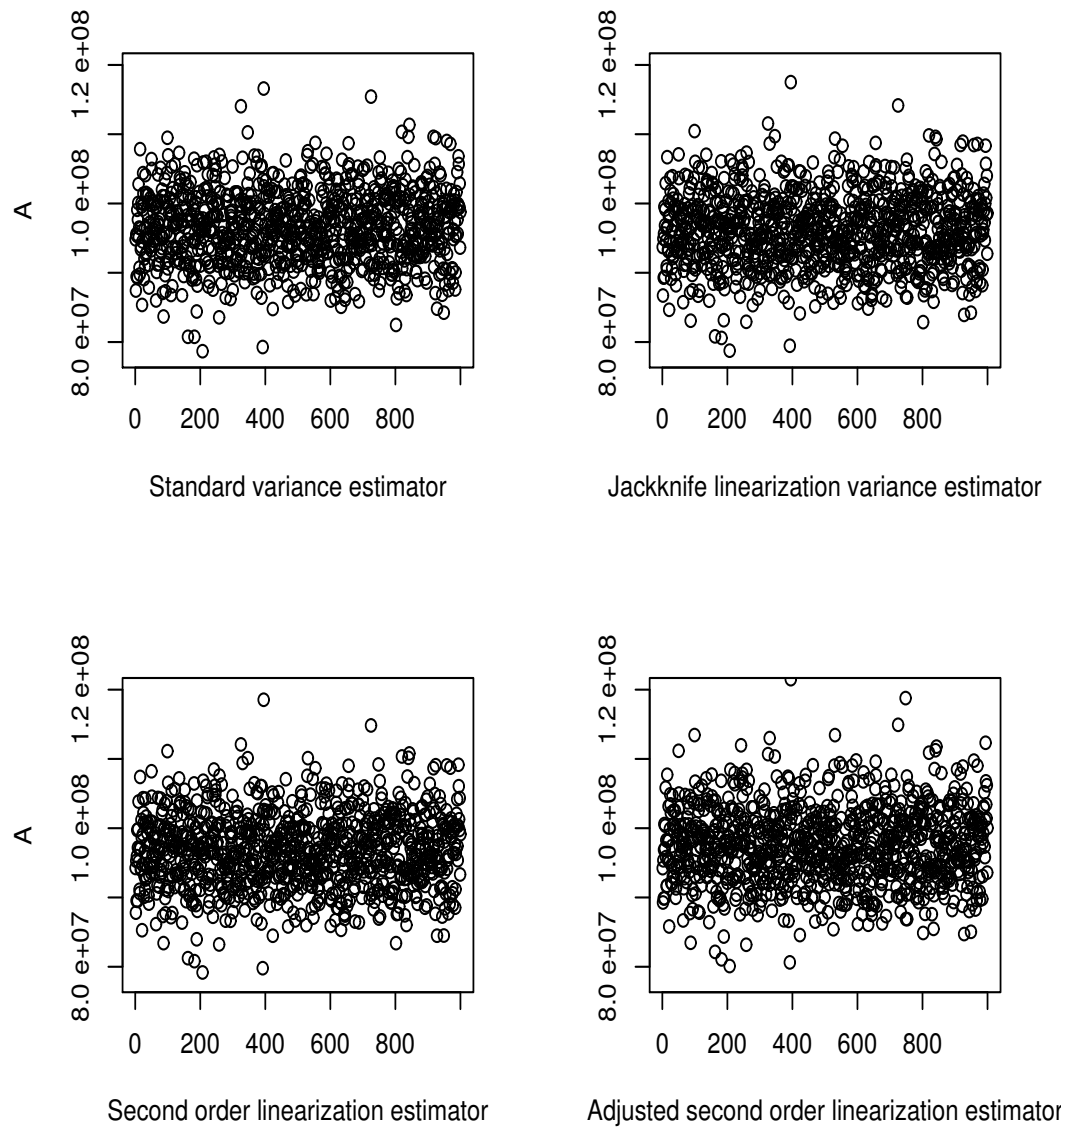 A
8.0 e+07 1.0 e+08 1.2 e+08
0 200 400 600 800
Standard variance estimator
8.0 e+07 1.0 e+08 1.2 e+08
0 200 400 600 800
Jackknife linearization variance estimator
A
8.0 e+07 1.0 e+08 1.2 e+08
0 200 400 600 800
Second order linearization estimator
8.0 e+07 1.0 e+08 1.2 e+08
0 200 400 600 800
Adjusted second order linearization estimator